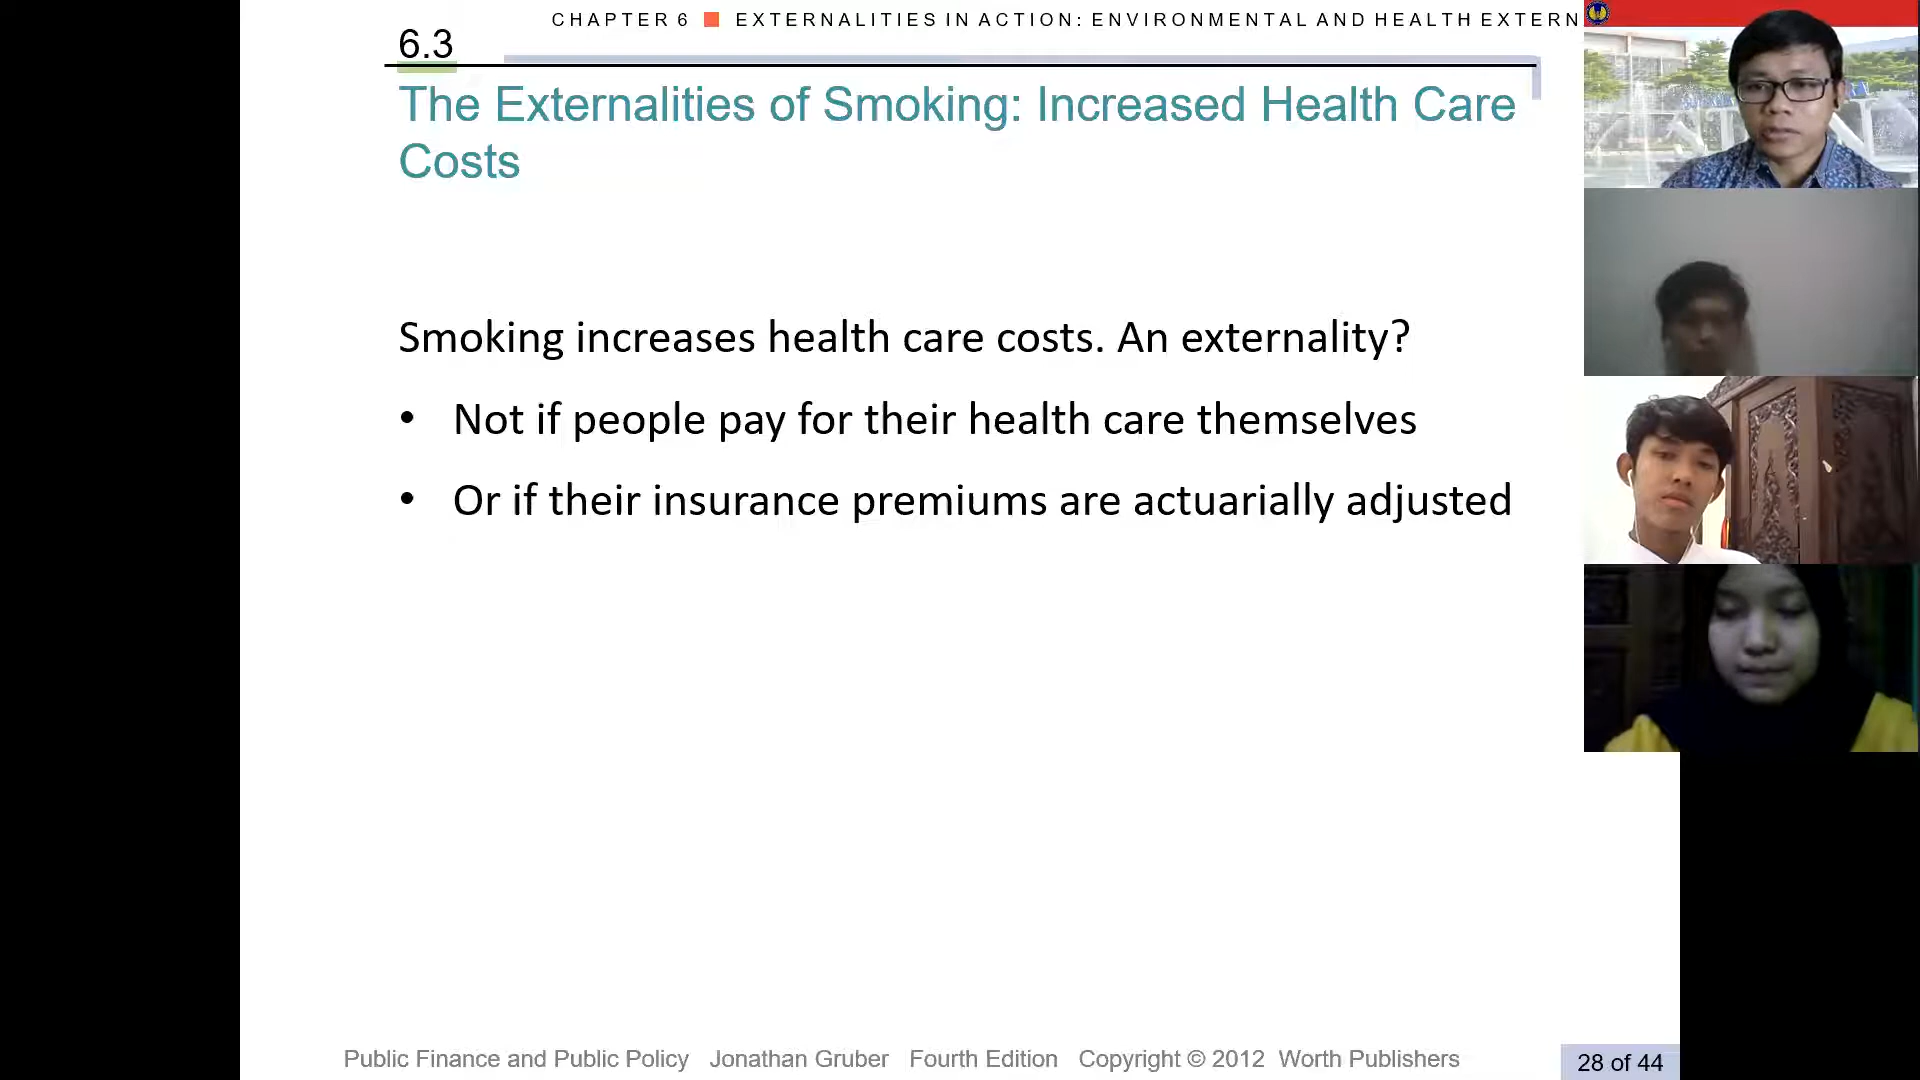 CHAPTER 6 ■ EXTERNALITIES IN ACTION: ENVIRONMENTAL AND HEALTH EXTERN
6.3
The Externalities of Smoking: Increased Health Care
Costs
Smoking increases health care costs. An externality?
• Not if people pay for their health care themselves
• Or if their insurance premiums are actuarially adjusted
Public Finance and Public Policy Jonathan Gruber Fourth Edition Copyright © 2012 Worth Publishers
28 of 44